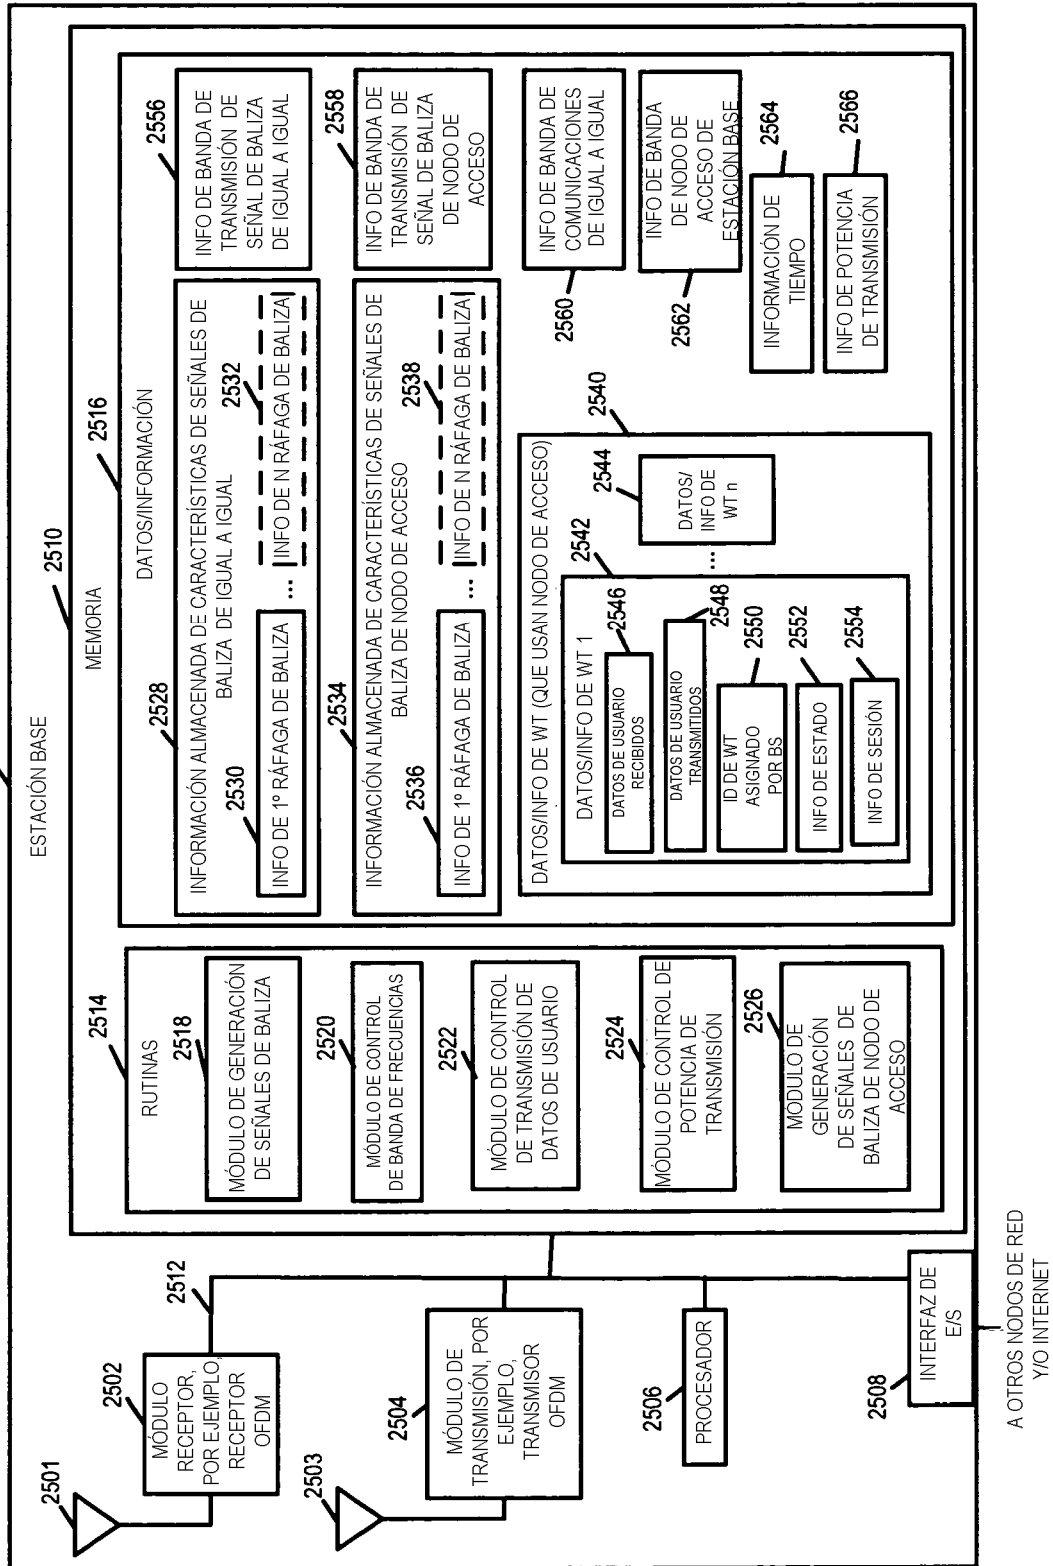 ESTACIÓN BASE
2510
MEMORIA
2516
DATOS/INFORMACIÓN
2514
RUTINAS
2518
MÓDULO DE GENERACIÓN
DE SEÑALES DE BALIZA
2520
MÓDULO DE CONTROL
DE BANDA DE FRECUENCIAS
2522
MÓDULO DE CONTROL
DE TRANSMISIÓN DE
DATOS DE USUARIO
2524
MÓDULO DE CONTROL DE
POTENCIA DE
TRANSMISIÓN
2526
MÓDULO DE
GENERACIÓN
DE SEÑALES DE
BALIZA DE NODO DE
ACCESO
2528
INFORMACIÓN ALMACENADA DE CARACTERÍSTICAS DE SEÑALES DE
BALIZA DE IGUAL A IGUAL
2530
INFO DE 1º RÁFAGA DE BALIZA
...
2532
INFO DE N RÁFAGA DE BALIZA
2534
INFORMACIÓN ALMACENADA DE CARACTERÍSTICAS DE SEÑALES DE
BALIZA DE NODO DE ACCESO
2536
INFO DE 1º RÁFAGA DE BALIZA
...
2538
INFO DE N RÁFAGA DE BALIZA
2540
DATOS/INFO DE WT (QUE USAN NODO DE ACCESO)
2542
DATOS/INFO DE WT 1
2546
DATOS DE USUARIO
RECIBIDOS
2548
DATOS DE USUARIO
TRANSMITIDOS
2550
ID DE WT
ASIGNADO
POR BS
2552
INFO DE ESTADO
2554
INFO DE SESIÓN
...
2544
DATOS/
INFO DE
WT n
2556
INFO DE BANDA DE
TRANSMISIÓN DE
SEÑAL DE BALIZA
DE IGUAL A IGUAL
2558
INFO DE BANDA DE
TRANSMISIÓN DE
SEÑAL DE BALIZA
DE NODO DE
ACCESO
2560
INFO DE BANDA DE
COMUNICACIONES
DE IGUAL A IGUAL
2562
INFO DE BANDA
DE NODO DE
ACCESO DE
ESTACIÓN BASE
2564
INFORMACIÓN DE
TIEMPO
2566
INFO DE POTENCIA
DE TRANSMISIÓN
2501
2502
MÓDULO
RECEPTOR,
POR EJEMPLO,
RECEPTOR
OFDM
2512
2503
2504
MÓDULO DE
TRANSMISIÓN, POR
EJEMPLO,
TRANSMISOR
OFDM
2506
PROCESADOR
2508
INTERFAZ DE
E/S
A OTROS NODOS DE RED
Y/O INTERNET